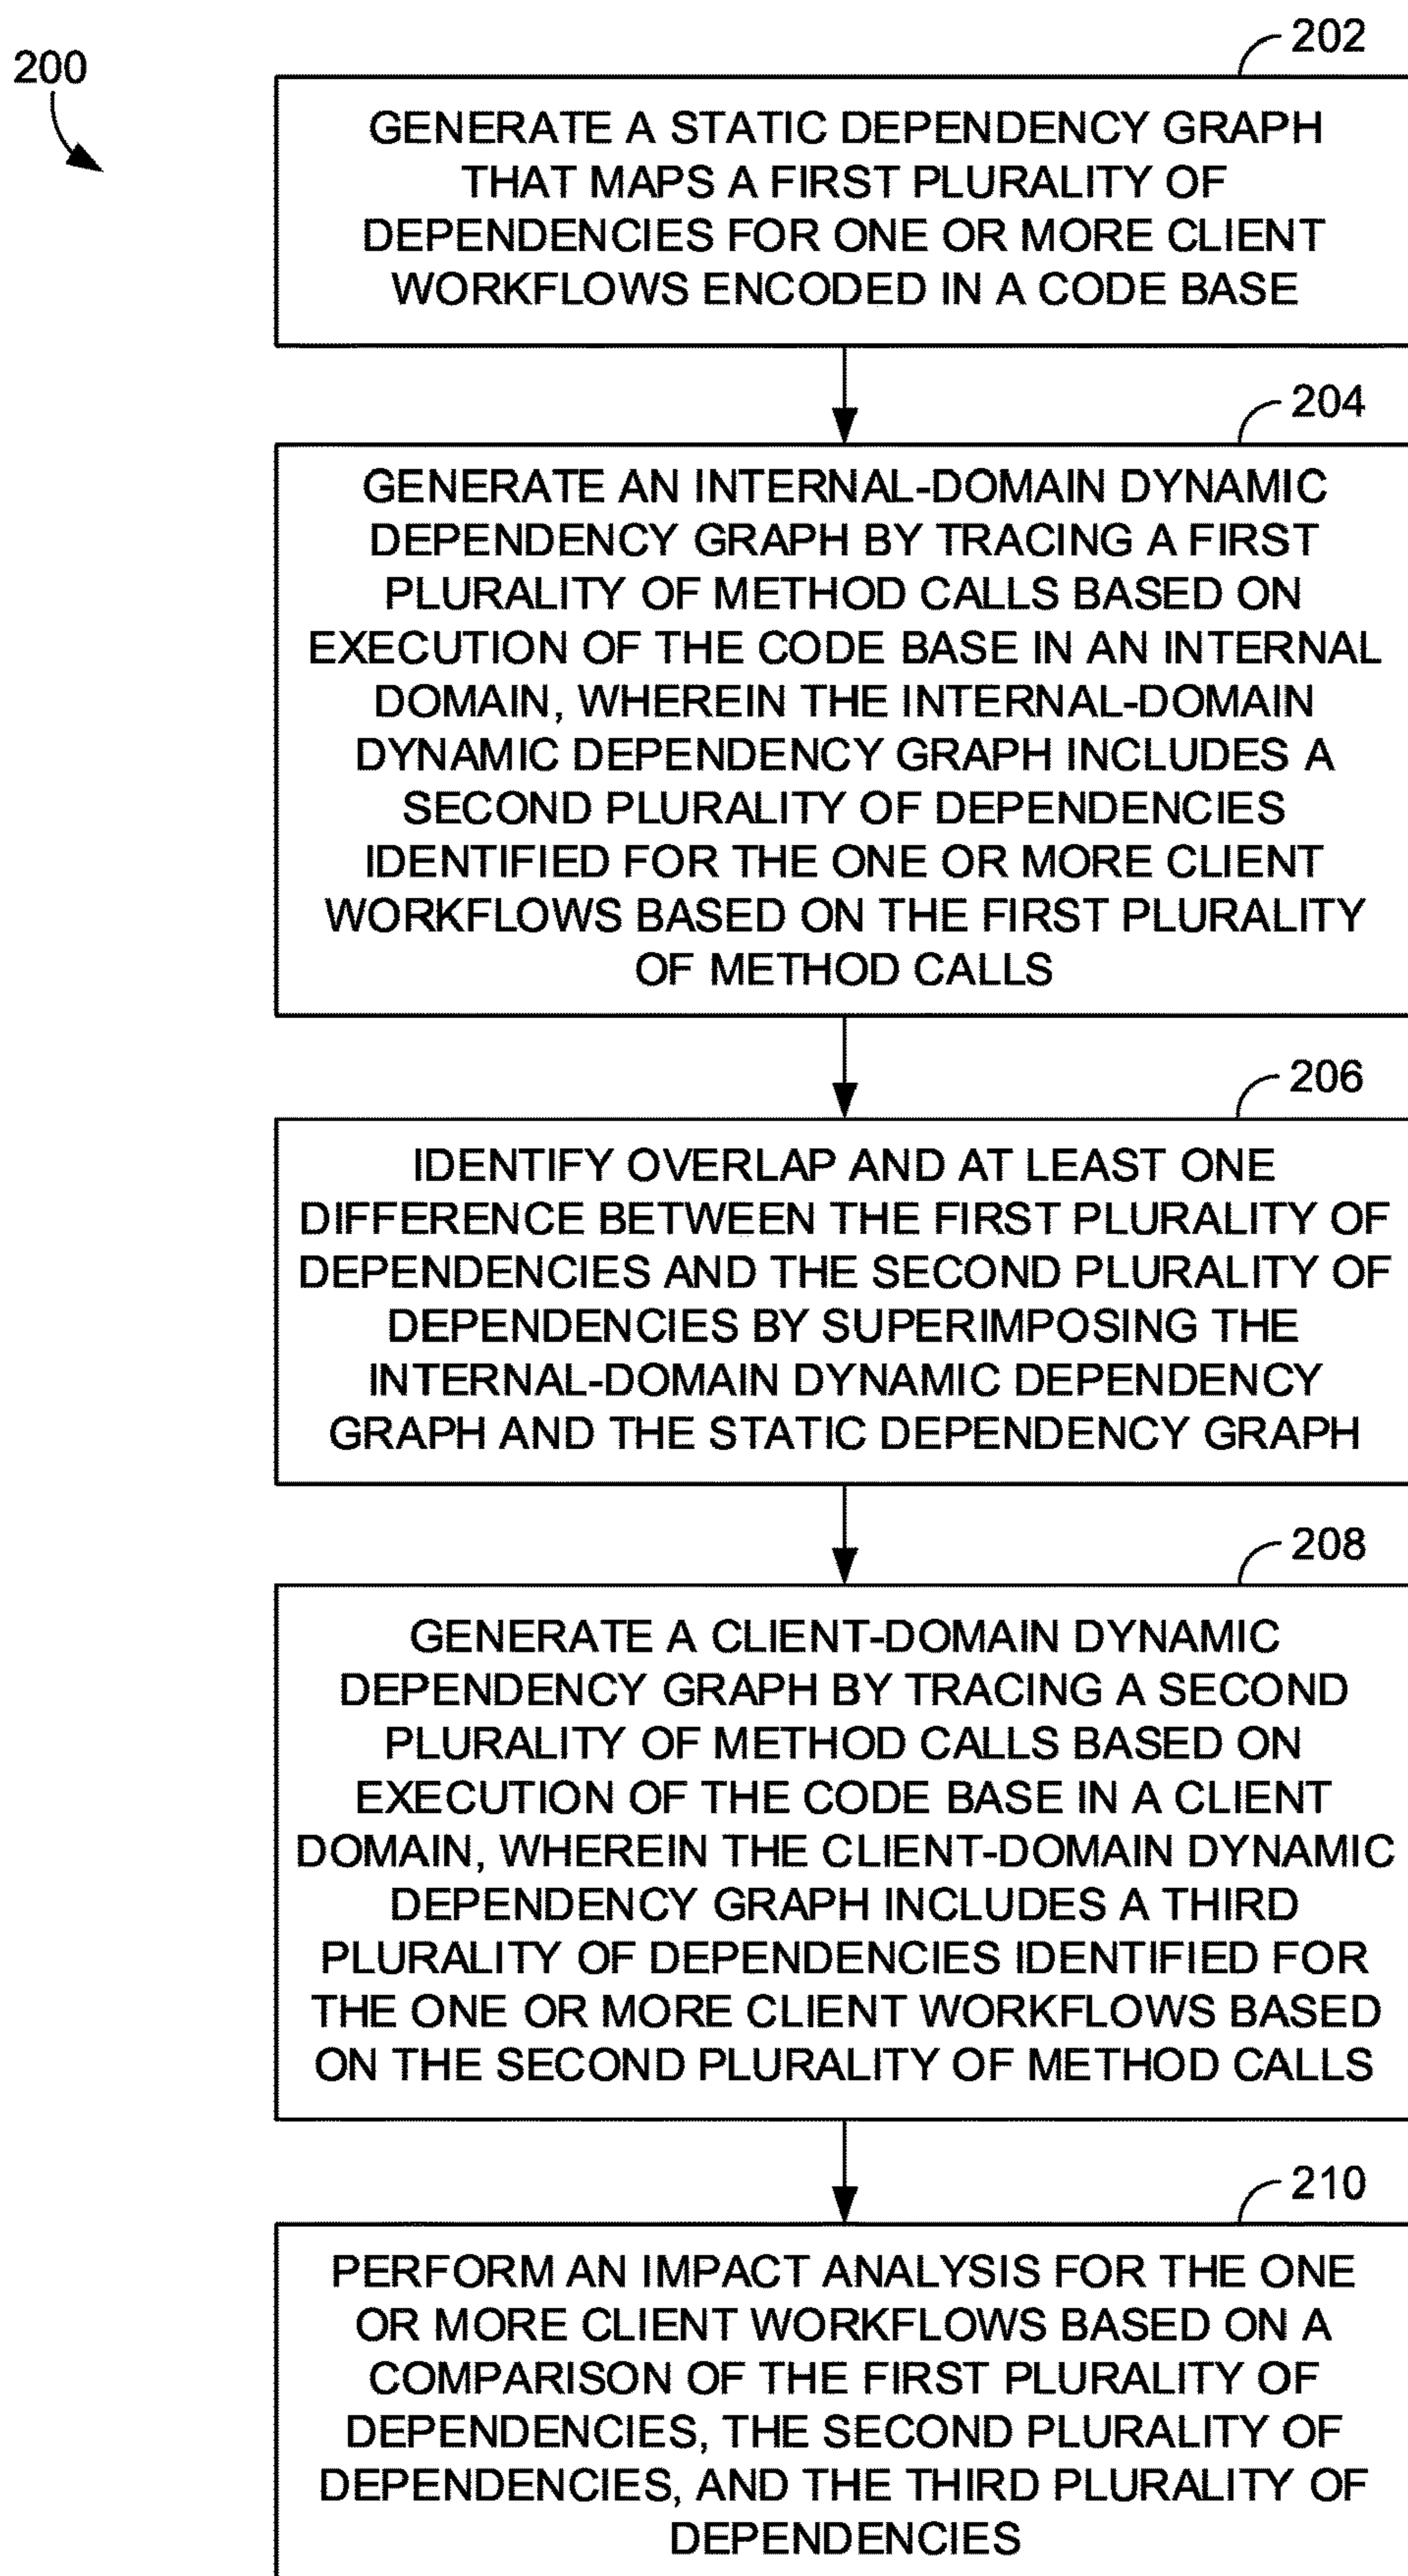 200
202
GENERATE A STATIC DEPENDENCY GRAPH
THAT MAPS A FIRST PLURALITY OF
DEPENDENCIES FOR ONE OR MORE CLIENT
WORKFLOWS ENCODED IN A CODE BASE
204
GENERATE AN INTERNAL-DOMAIN DYNAMIC
DEPENDENCY GRAPH BY TRACING A FIRST
PLURALITY OF METHOD CALLS BASED ON
EXECUTION OF THE CODE BASE IN AN INTERNAL
DOMAIN, WHEREIN THE INTERNAL-DOMAIN
DYNAMIC DEPENDENCY GRAPH INCLUDES A
SECOND PLURALITY OF DEPENDENCIES
IDENTIFIED FOR THE ONE OR MORE CLIENT
WORKFLOWS BASED ON THE FIRST PLURALITY
OF METHOD CALLS
206
IDENTIFY OVERLAP AND AT LEAST ONE
DIFFERENCE BETWEEN THE FIRST PLURALITY OF
DEPENDENCIES AND THE SECOND PLURALITY OF
DEPENDENCIES BY SUPERIMPOSING THE
INTERNAL-DOMAIN DYNAMIC DEPENDENCY
GRAPH AND THE STATIC DEPENDENCY GRAPH
208
GENERATE A CLIENT-DOMAIN DYNAMIC
DEPENDENCY GRAPH BY TRACING A SECOND
PLURALITY OF METHOD CALLS BASED ON
EXECUTION OF THE CODE BASE IN A CLIENT
DOMAIN, WHEREIN THE CLIENT-DOMAIN DYNAMIC
DEPENDENCY GRAPH INCLUDES A THIRD
PLURALITY OF DEPENDENCIES IDENTIFIED FOR
THE ONE OR MORE CLIENT WORKFLOWS BASED
ON THE SECOND PLURALITY OF METHOD CALLS
210
PERFORM AN IMPACT ANALYSIS FOR THE ONE
OR MORE CLIENT WORKFLOWS BASED ON A
COMPARISON OF THE FIRST PLURALITY OF
DEPENDENCIES, THE SECOND PLURALITY OF
DEPENDENCIES, AND THE THIRD PLURALITY OF
DEPENDENCIES